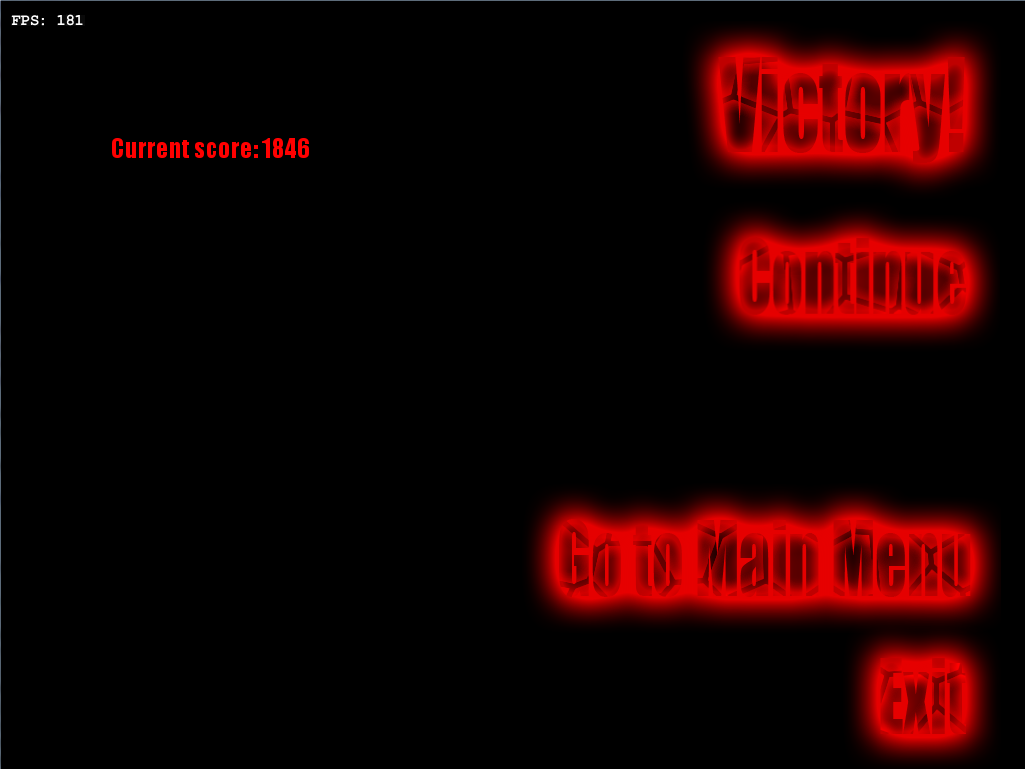 FPS: 181
Victory!
Current score: 1846
Continue
Go to Main Menu
Exit